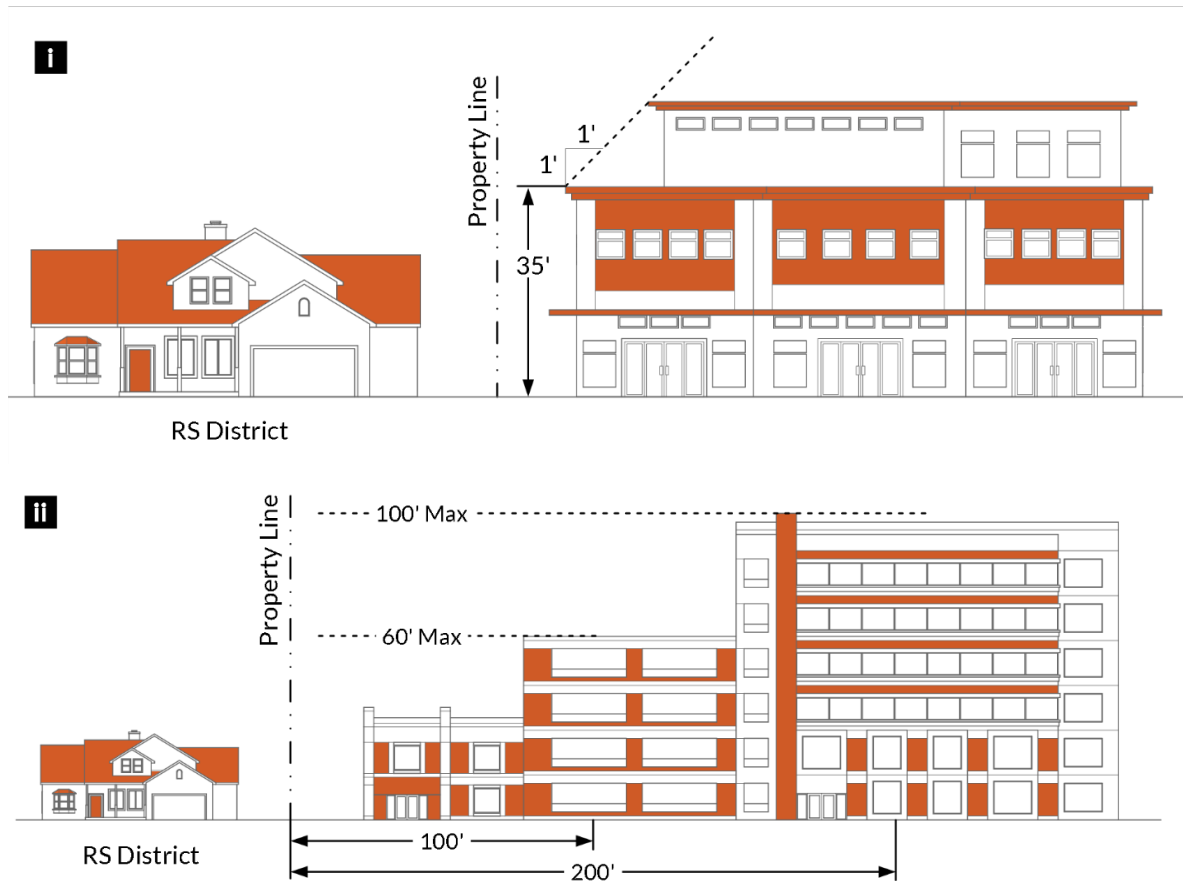 i
Property Line
1'
1'
35'
RS District
ii
Property Line
100' Max
60' Max
100'
RS District
200'